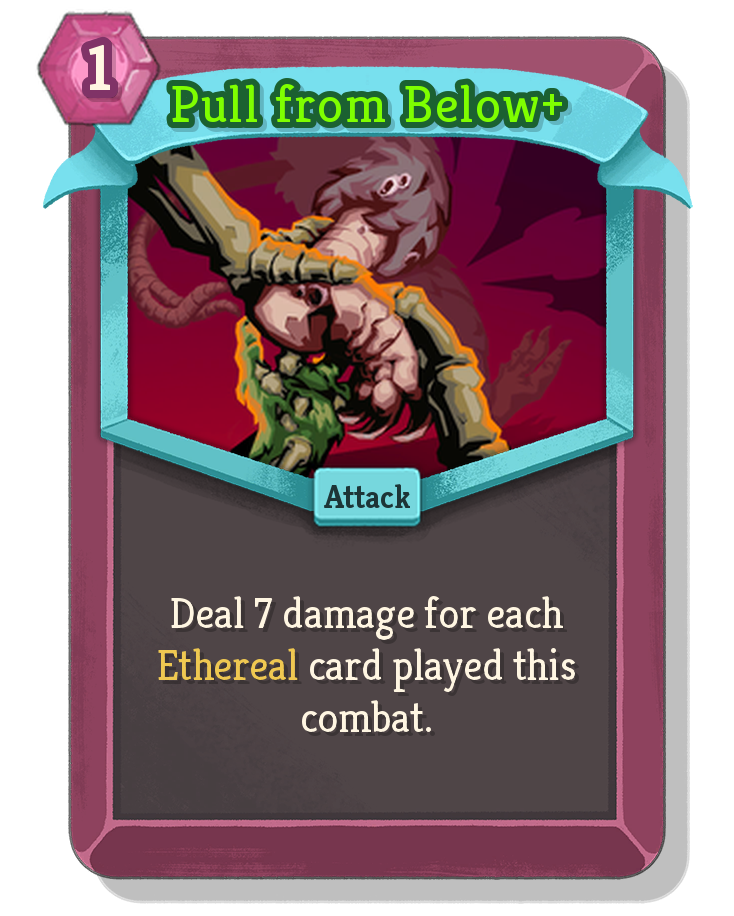 1
Pull from Below+
Attack
Deal 7 damage for each
Ethereal card played this
combat.